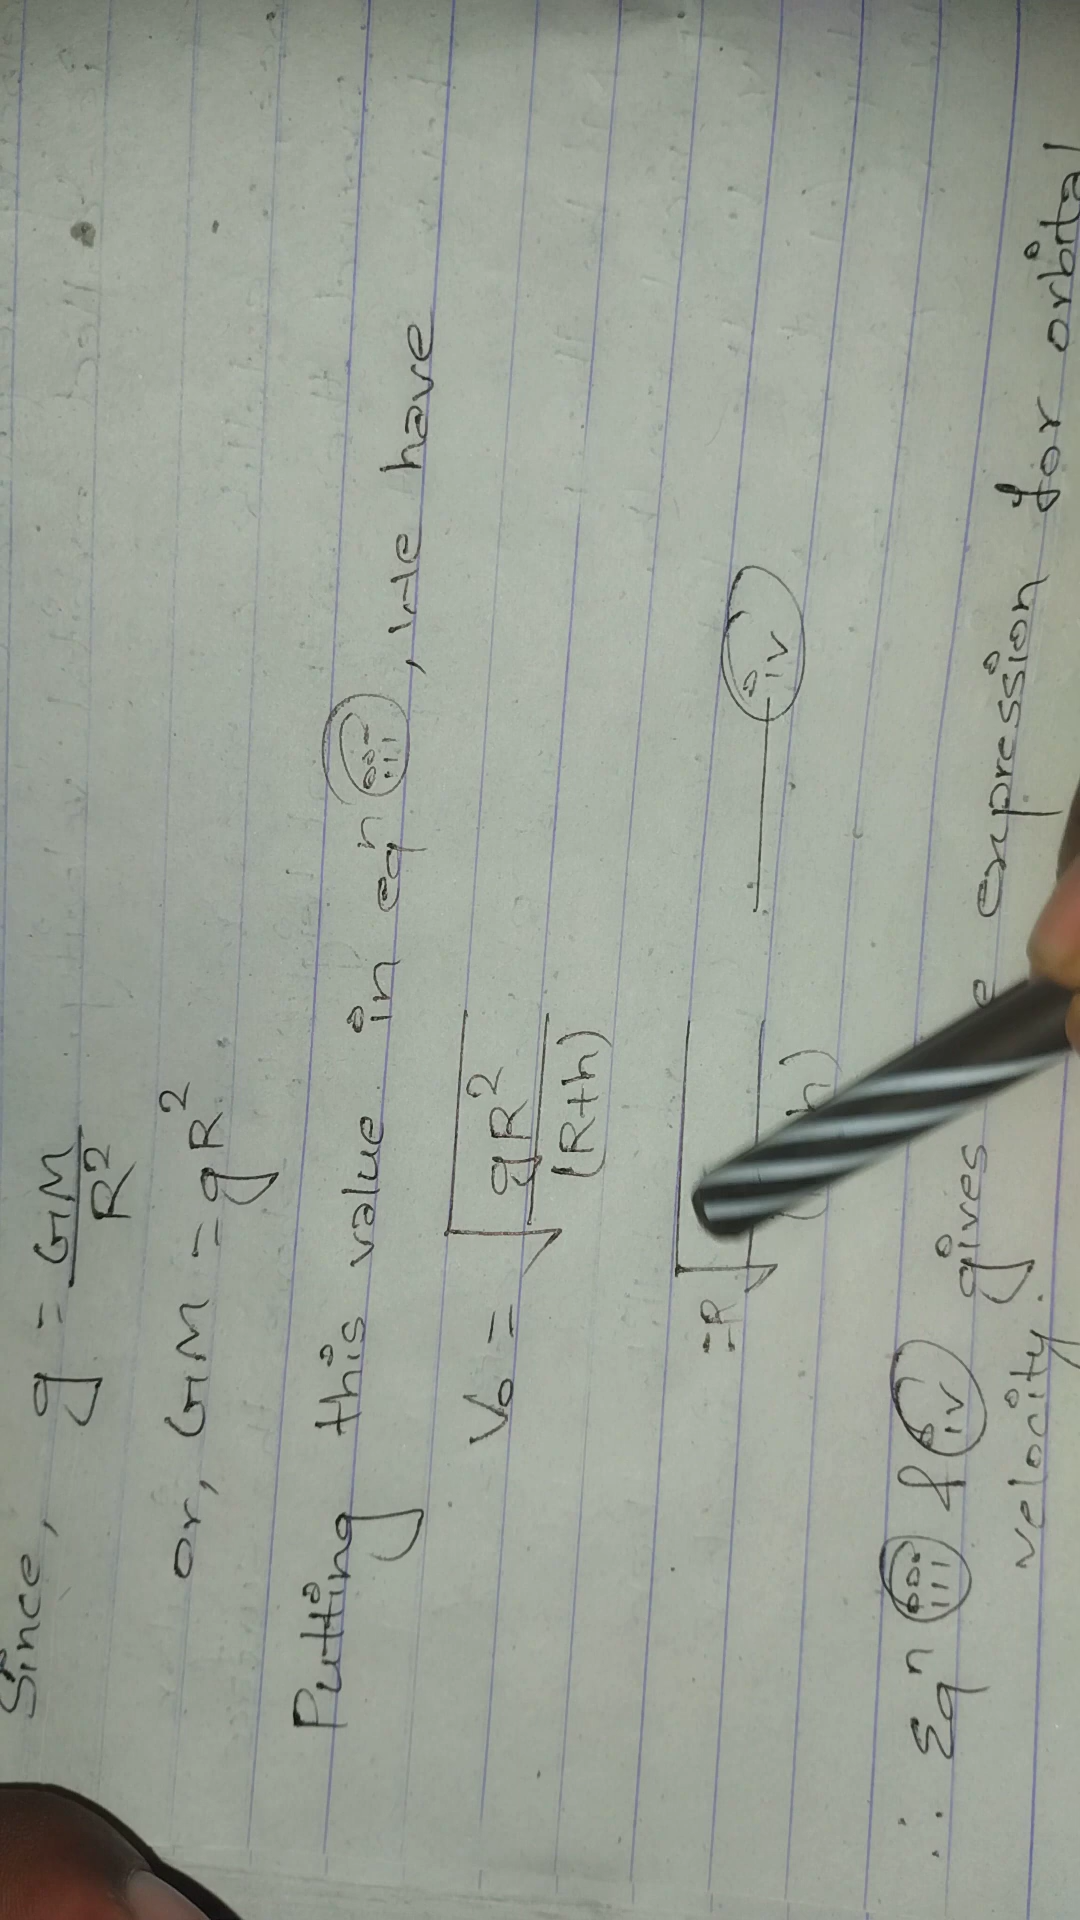 Since, g = GM/R²
or, GM = gR²
Putting this value in eqⁿ (iii), we have
V₀ = √(gR²/(R+h))
=R√ h) — (iv)
∴ Eqⁿ (iii) & (iv) gives e expression for orbital
velocity.